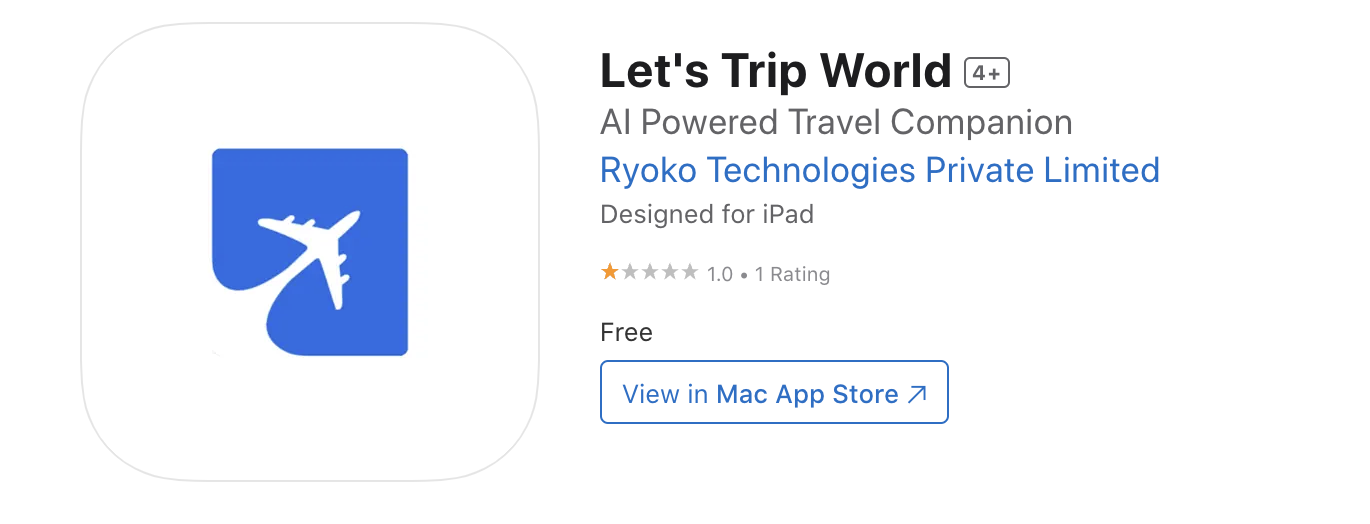 Let's Trip World 4+
AI Powered Travel Companion
Ryoko Technologies Private Limited
Designed for iPad
1.0 • 1 Rating
Free
View in Mac App Store ↗